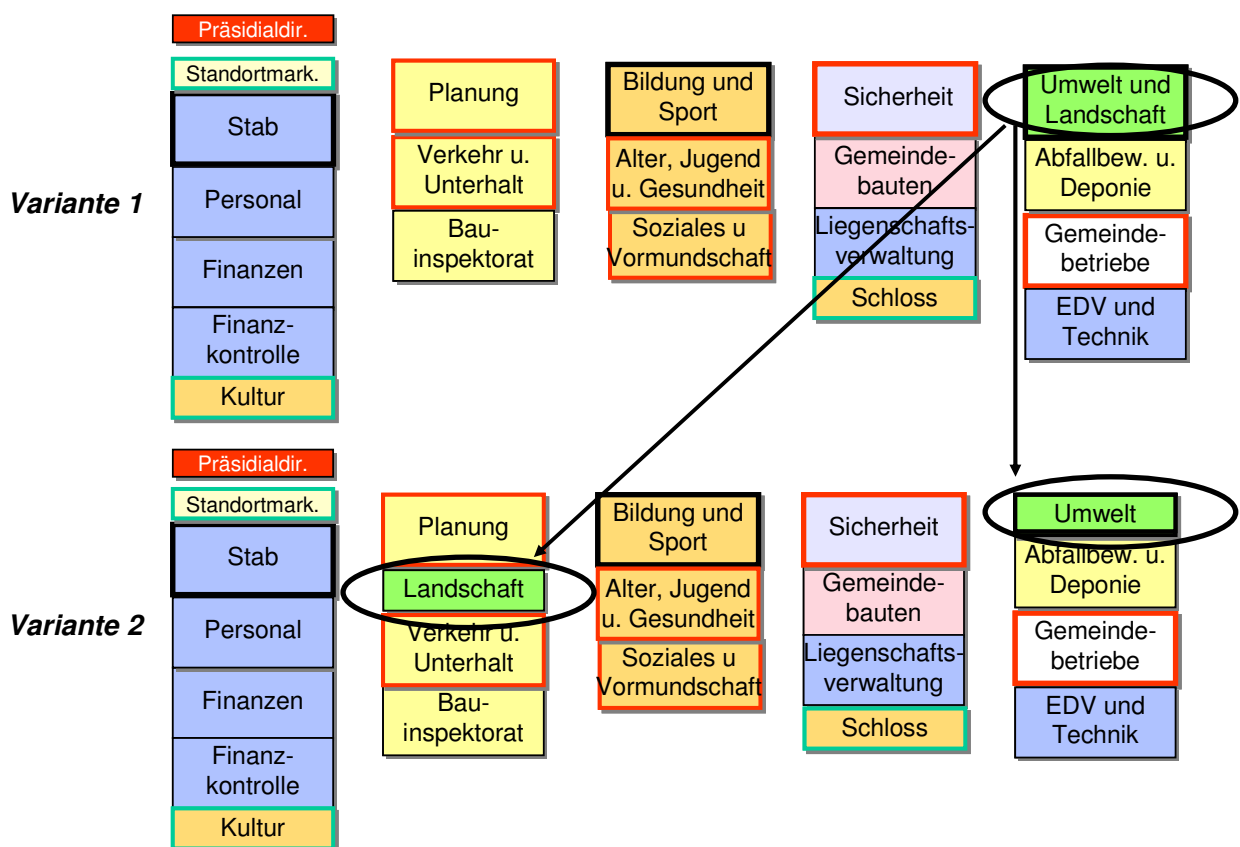 Präsidialdir.
Standortmark.
Stab
Personal
Finanzen
Finanz-
kontrolle
Kultur
Planung
Verkehr u.
Unterhalt
Bau-
inspektorat
Bildung und
Sport
Alter, Jugend
u. Gesundheit
Soziales u
Vormundschaft
Sicherheit
Gemeinde-
bauten
Liegenschafts-
verwaltung
Schloss
Umwelt und
Landschaft
Abfallbew. u.
Deponie
Gemeinde-
betriebe
EDV und
Technik
Variante 1
Präsidialdir.
Standortmark.
Stab
Personal
Finanzen
Finanz-
kontrolle
Kultur
Planung
Landschaft
Verkehr u.
Unterhalt
Bau-
inspektorat
Bildung und
Sport
Alter, Jugend
u. Gesundheit
Soziales u
Vormundschaft
Sicherheit
Gemeinde-
bauten
Liegenschafts-
verwaltung
Schloss
Umwelt
Abfallbew. u.
Deponie
Gemeinde-
betriebe
EDV und
Technik
Variante 2